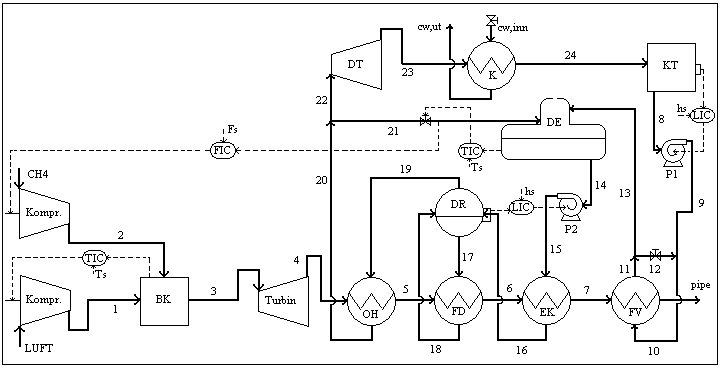 cw,ut
cw,inn
DT
K
24
KT
23
22
hs
LIC
8
P1
DE
21
Fs
FIC
TIC
Ts
CH4
20
19
14
13
9
DR
hs
LIC
P2
Kompr.
2
4
17
15
TIC
Ts
11
12
Kompr.
1
BK
3
Turbin
OH
5
FD
6
EK
7
FV
pipe
18
16
10
LUFT